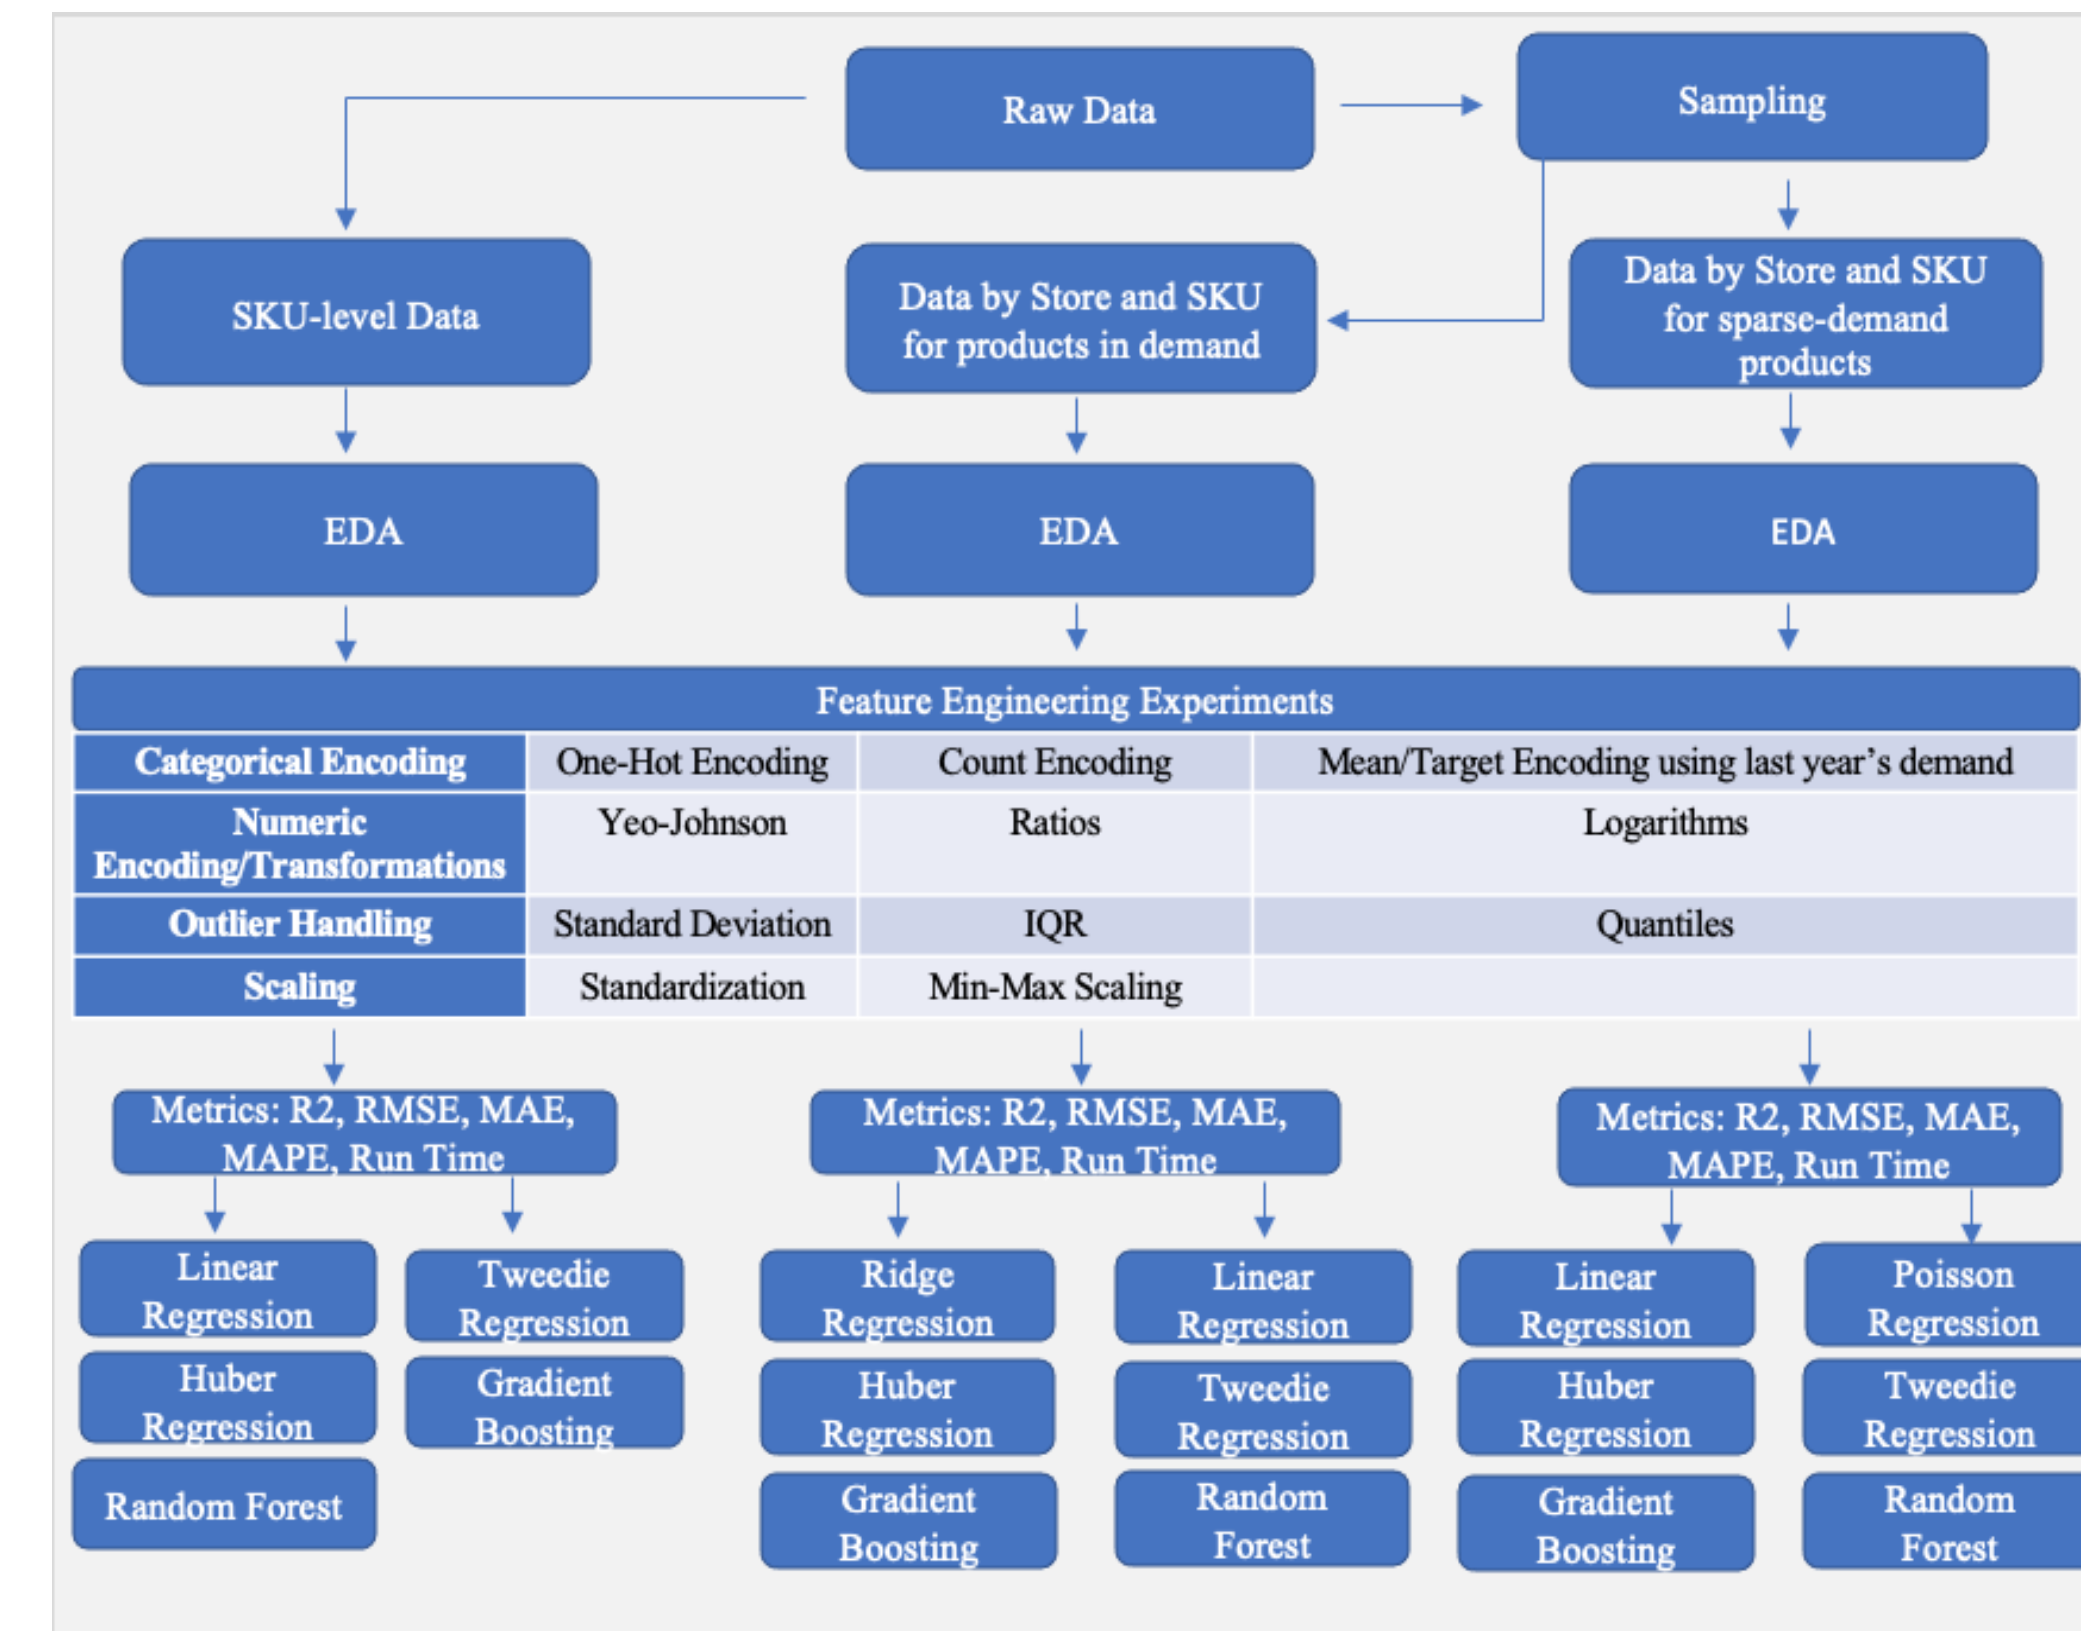 Raw Data
Sampling
SKU-level Data
Data by Store and SKU
for products in demand
Data by Store and SKU
for sparse-demand
products
EDA
EDA
EDA
Feature Engineering Experiments
Categorical Encoding
One-Hot Encoding
Count Encoding
Mean/Target Encoding using last year’s demand
Numeric
Encoding/Transformations
Yeo-Johnson
Ratios
Logarithms
Outlier Handling
Standard Deviation
IQR
Quantiles
Scaling
Standardization
Min-Max Scaling
Metrics: R2, RMSE, MAE,
MAPE, Run Time
Metrics: R2, RMSE, MAE,
MAPE, Run Time
Metrics: R2, RMSE, MAE,
MAPE, Run Time
Linear
Regression
Tweedie
Regression
Huber
Regression
Gradient
Boosting
Random Forest
Ridge
Regression
Linear
Regression
Huber
Regression
Tweedie
Regression
Gradient
Boosting
Random
Forest
Linear
Regression
Poisson
Regression
Huber
Regression
Tweedie
Regression
Gradient
Boosting
Random
Forest